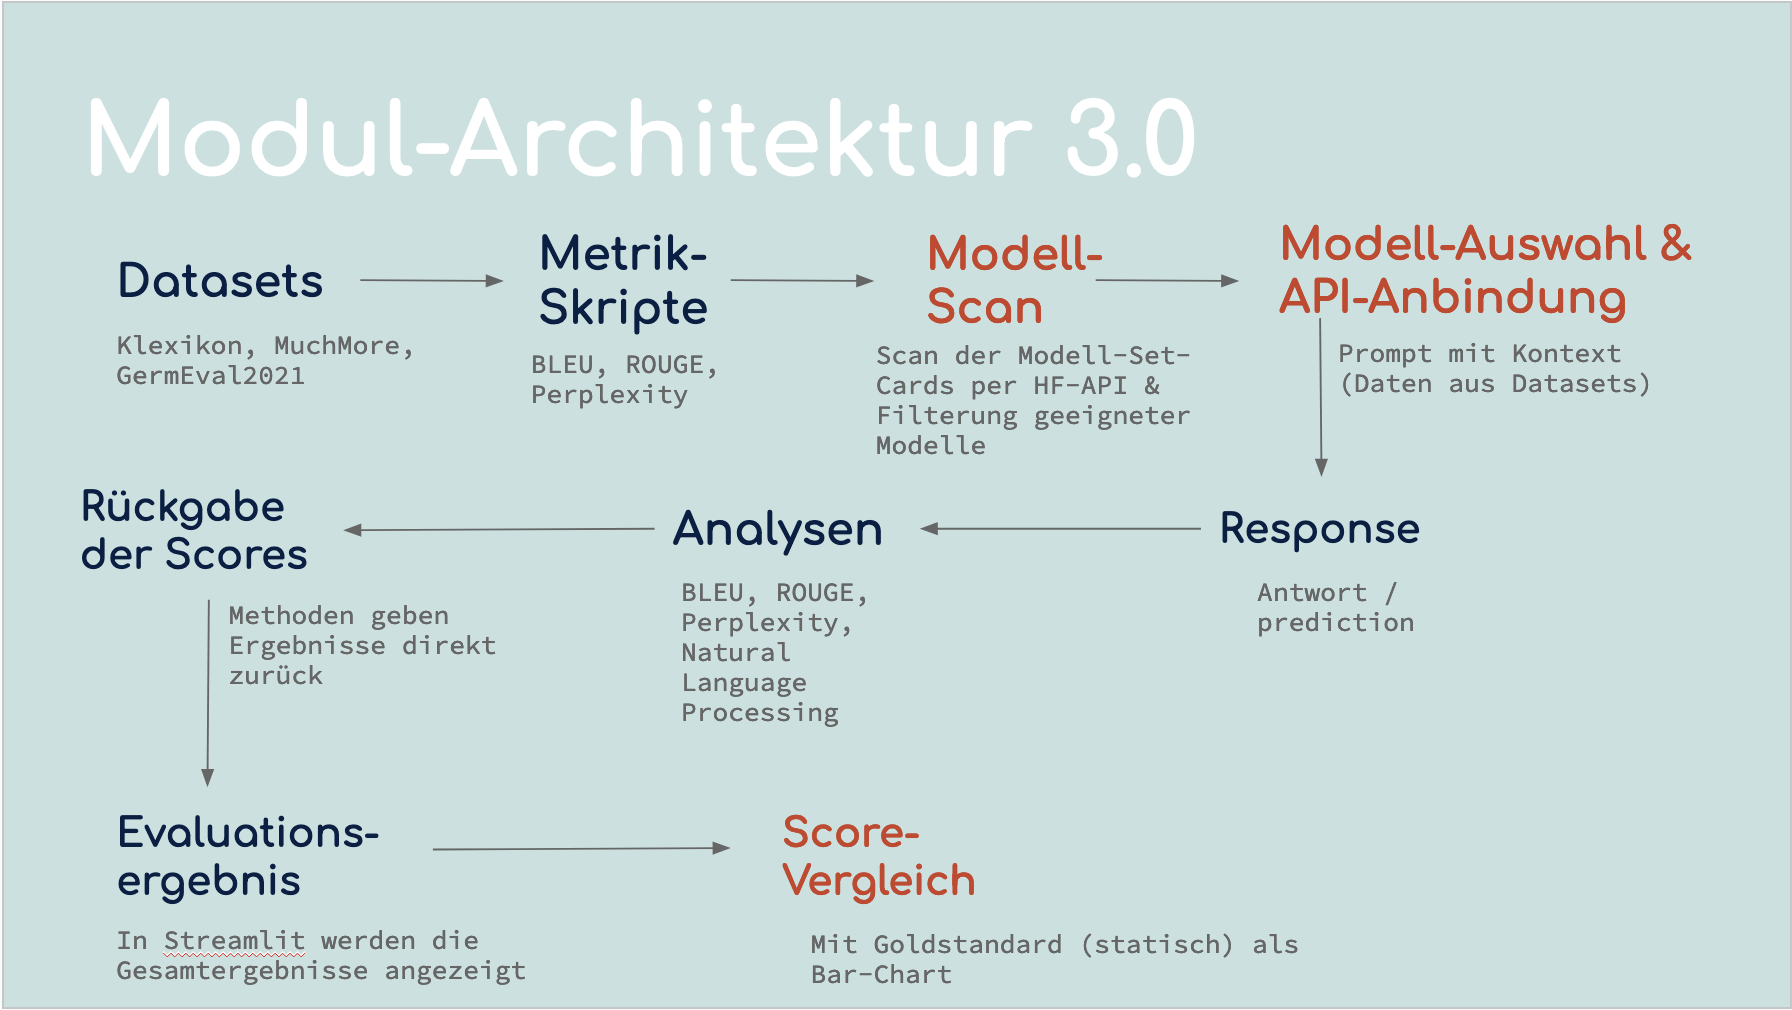 Modul-Architektur 3.0
Datasets
Klexikon, MuchMore,
GermEval2021
Metrik-
Skripte
BLEU, ROUGE,
Perplexity
Modell-
Scan
Scan der Modell-Set-
Cards per HF-API &
Filterung geeigneter
Modelle
Modell-Auswahl &
API-Anbindung
Prompt mit Kontext
(Daten aus Datasets)
Response
Antwort /
prediction
Analysen
BLEU, ROUGE,
Perplexity,
Natural
Language
Processing
Rückgabe
der Scores
Methoden geben
Ergebnisse direkt
zurück
Evaluations-
ergebnis
In Streamlit werden die
Gesamtergebnisse angezeigt
Score-
Vergleich
Mit Goldstandard (statisch) als
Bar-Chart